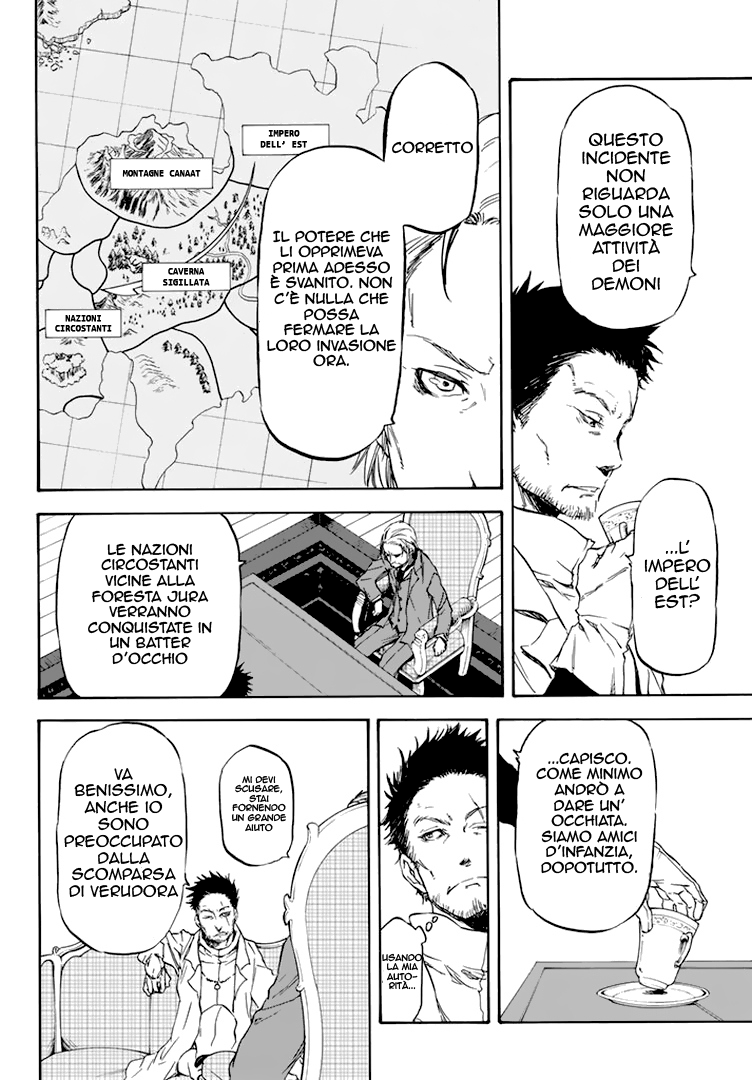 QUESTO
INCIDENTE
NON
RIGUARDA
SOLO UNA
MAGGIORE
ATTIVITÀ
DEI
DEMONI
...L'
IMPERO
DELL'
EST?
CORRETTO
IL POTERE CHE
LI OPPRIMEVA
PRIMA ADESSO
È SVANITO. NON
C'È NULLA CHE
POSSA
FERMARE LA
LORO INVASIONE
ORA.
IMPERO
DELL' EST
MONTAGNE CANAAT
CAVERNA
SIGILLATA
NAZIONI
CIRCOSTANTI
LE NAZIONI
CIRCOSTANTI
VICINE ALLA
FORESTA JURA
VERRANNO
CONQUISTATE IN
UN BATTER
D'OCCHIO
...CAPISCO.
COME MINIMO
ANDRÒ A
DARE UN'
OCCHIATA.
SIAMO AMICI
D'INFANZIA,
DOPOTUTTO.
USANDO
LA MIA
AUTO-
RITÀ...
MI DEVI
SCUSARE,
STAI
FORNENDO
UN GRANDE
AIUTO
VA
BENISSIMO,
ANCHE IO
SONO
PREOCCUPATO
DALLA
SCOMPARSA
DI VERUDORA